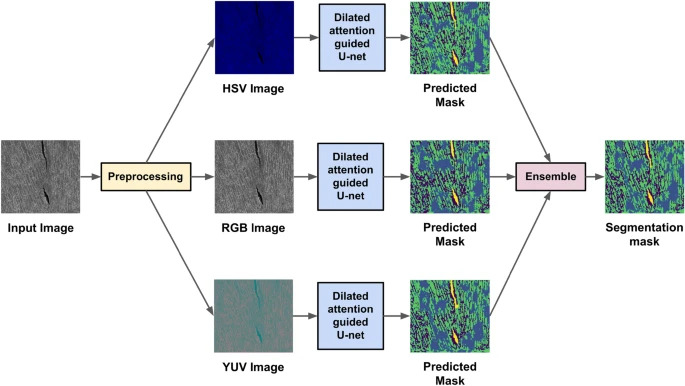 Dilated
attention
guided
U-net
HSV Image
Predicted
Mask
Preprocessing
Dilated
attention
guided
U-net
Ensemble
Input Image
RGB Image
Predicted
Mask
Segmentation
mask
Dilated
attention
guided
U-net
YUV Image
Predicted
Mask